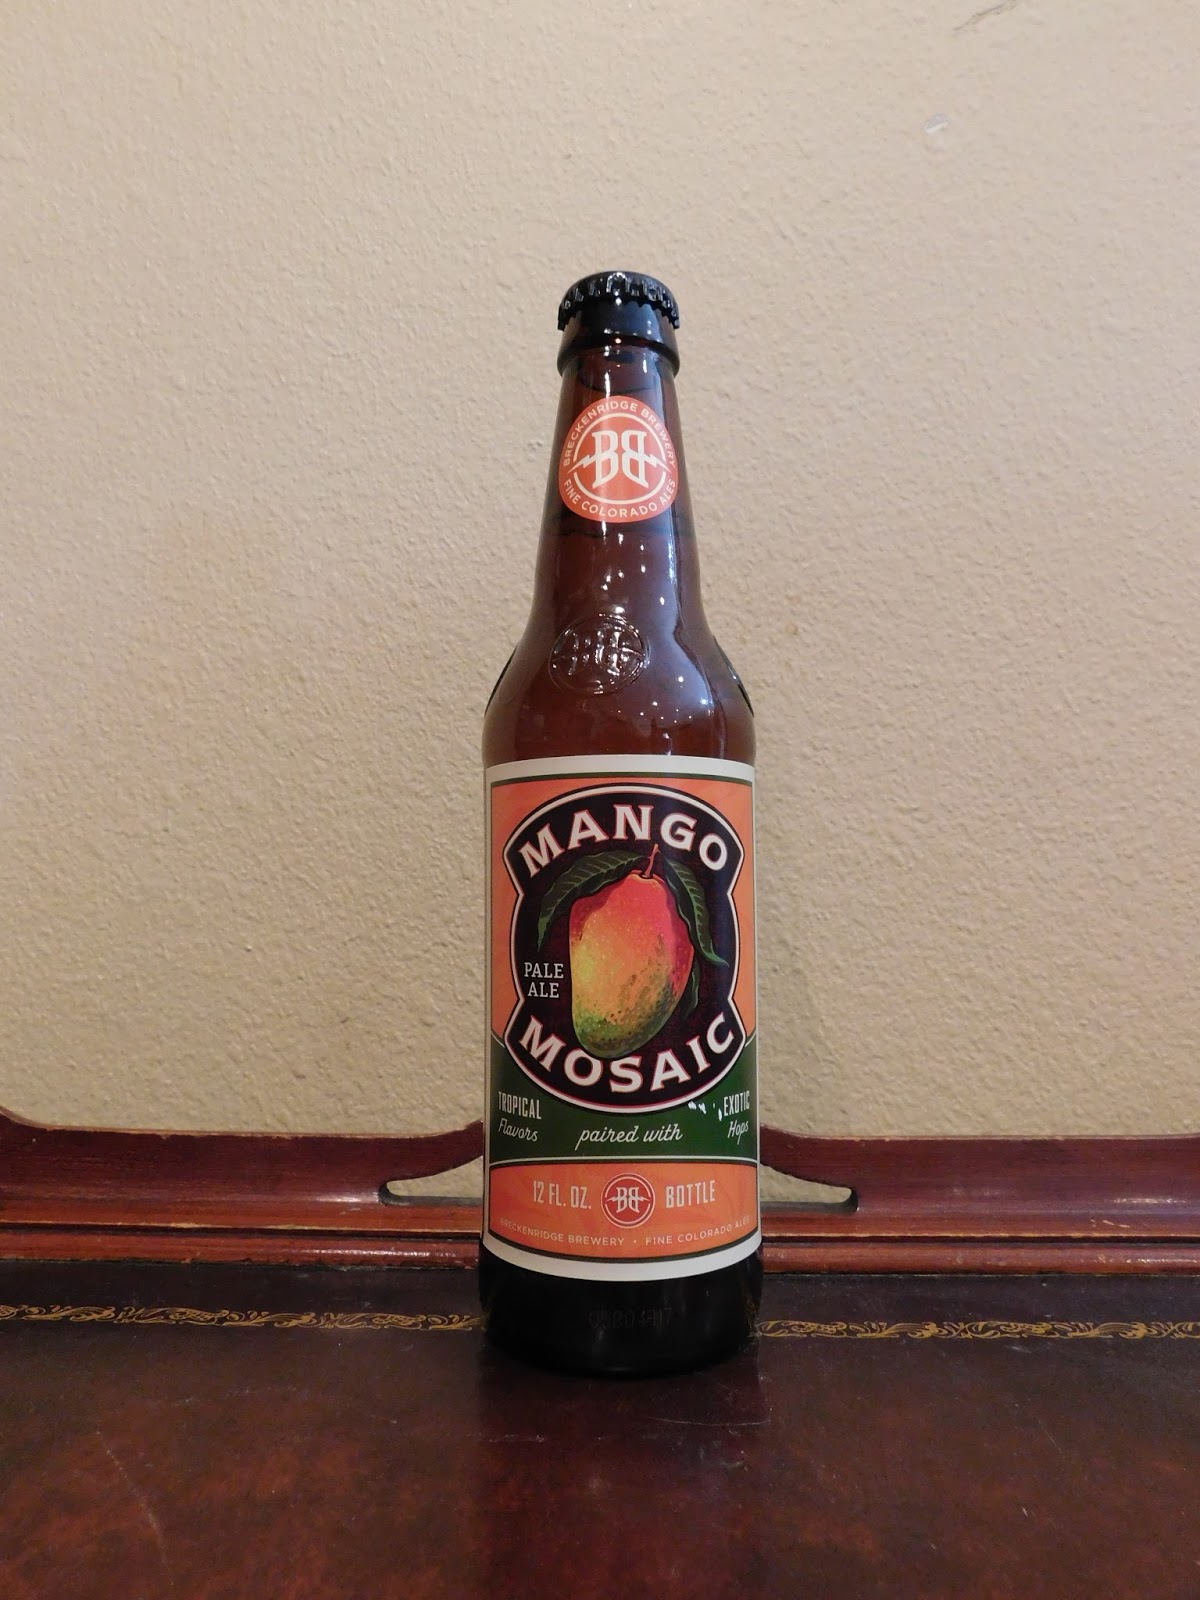 BRECKENRIDGE BREWERY
BB
FINE COLORADO ALES
MANGO
PALE
ALE
MOSAIC
TROPICAL
Flavors
paired with
EXOTIC
Hops
12 FL. OZ.
BB
BOTTLE
BRECKENRIDGE BREWERY • FINE COLORADO ALES